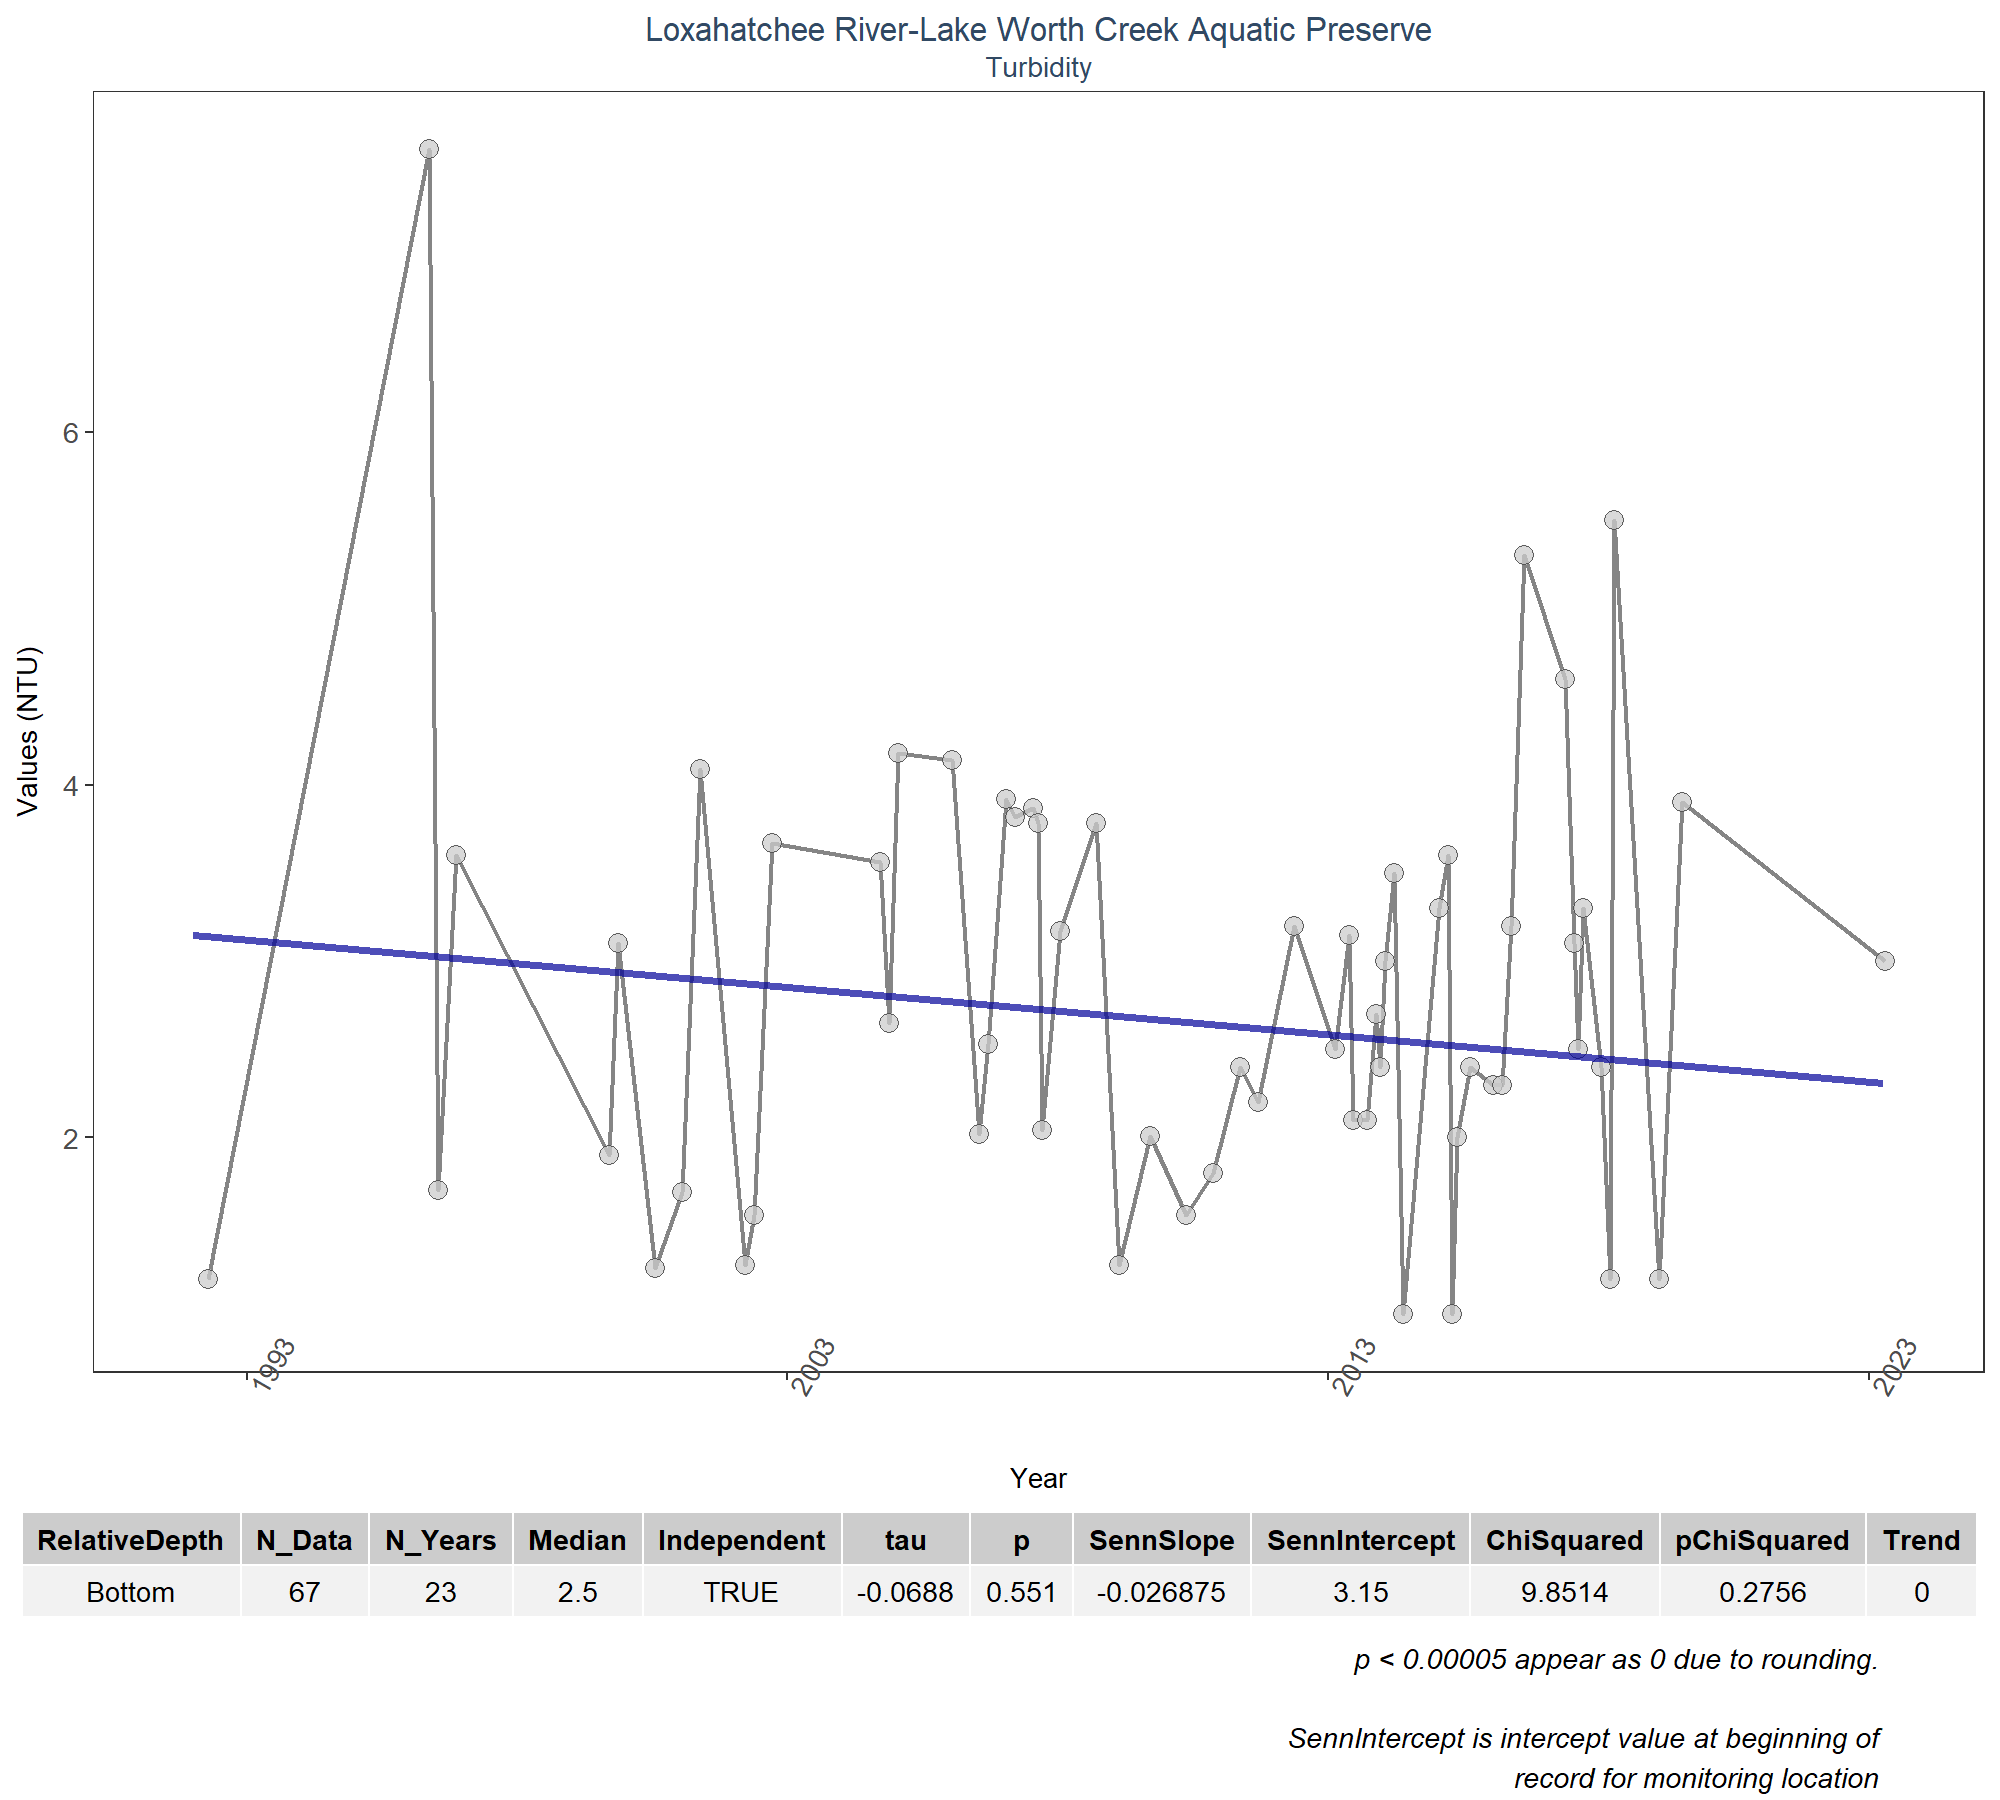 Loxahatchee River-Lake Worth Creek Aquatic Preserve
Turbidity
Values (NTU)
6
4
2
1993 2003 2013 2023
Year
RelativeDepth N_Data N_Years Median Independent tau p SennSlope SennIntercept ChiSquared pChiSquared Trend
Bottom 67 23 2.5 TRUE -0.0688 0.551 -0.026875 3.15 9.8514 0.2756 0
p < 0.00005 appear as 0 due to rounding.
SennIntercept is intercept value at beginning of
record for monitoring location